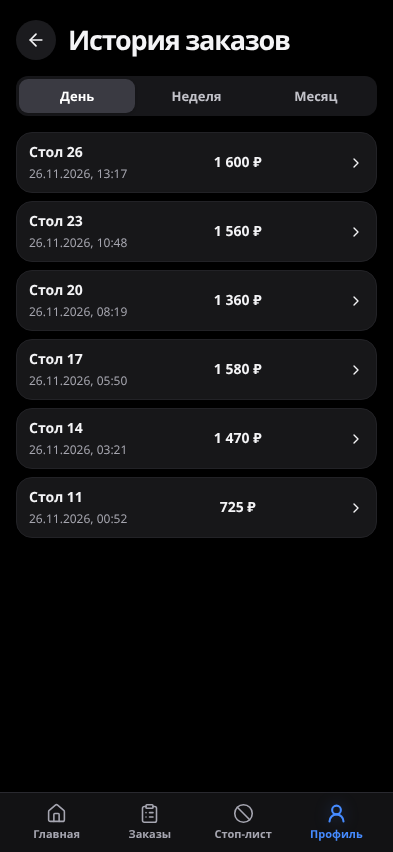 История заказов
День
Неделя
Месяц
Стол 26
1 600 ₽
26.11.2026, 13:17
Стол 23
1 560 ₽
26.11.2026, 10:48
Стол 20
1 360 ₽
26.11.2026, 08:19
Стол 17
1 580 ₽
26.11.2026, 05:50
Стол 14
1 470 ₽
26.11.2026, 03:21
Стол 11
725 ₽
26.11.2026, 00:52
Главная
Заказы
Стоп-лист
Профиль